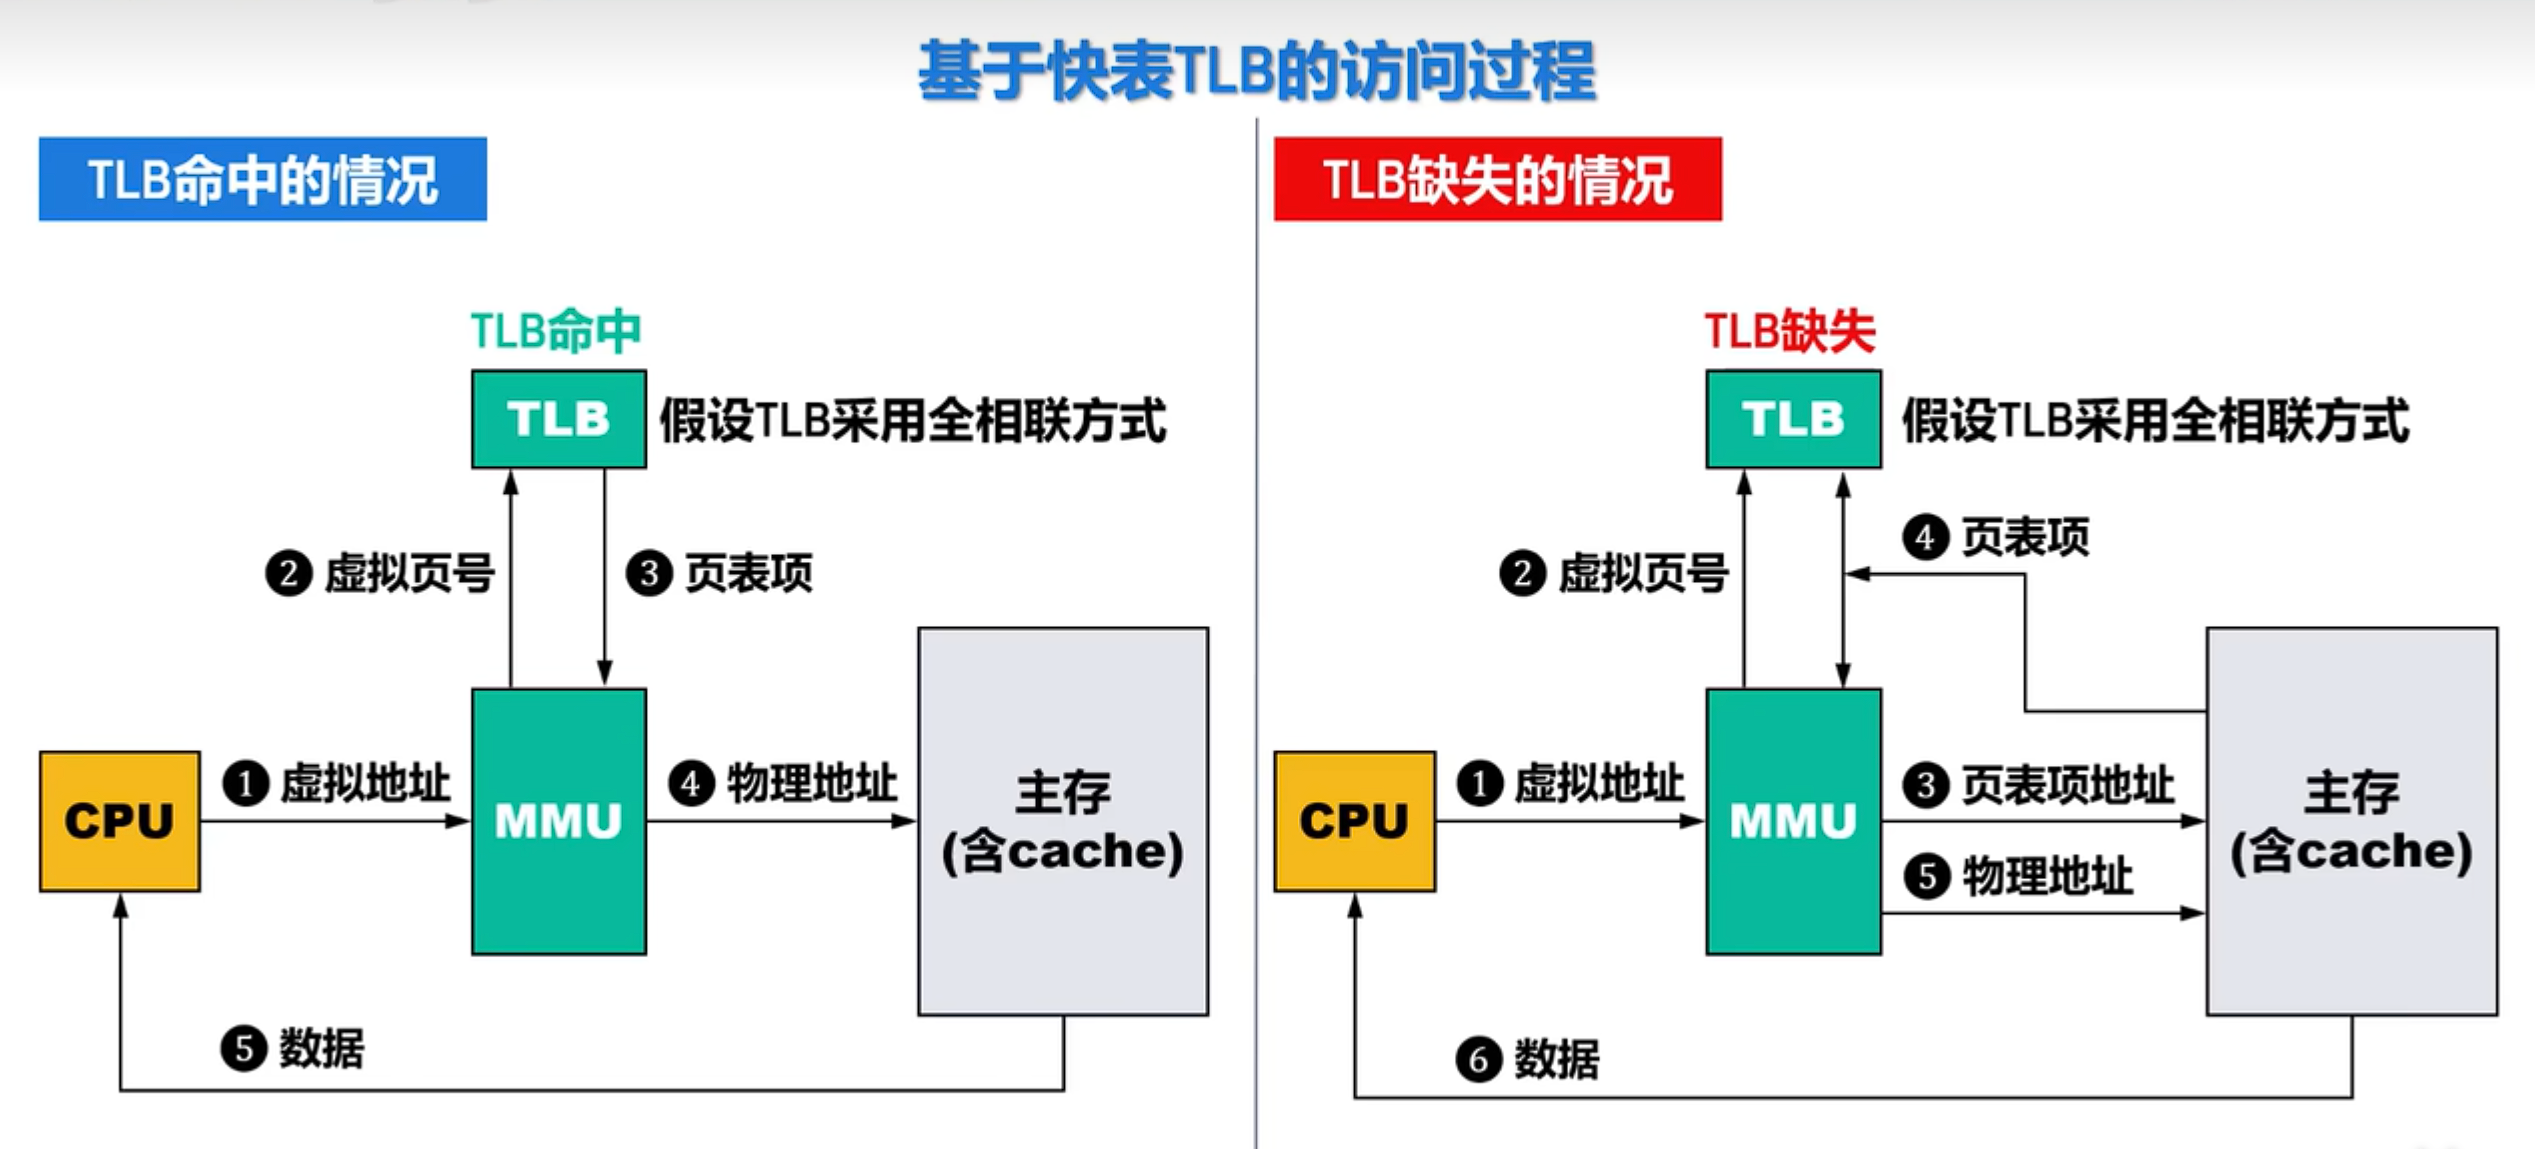 基于快表TLB的访问过程
TLB命中的情况
TLB命中
TLB
假设TLB采用全相联方式
❷ 虚拟页号
❸ 页表项
CPU
❶ 虚拟地址
MMU
❹ 物理地址
主存
(含cache)
❺ 数据
TLB缺失的情况
TLB缺失
TLB
假设TLB采用全相联方式
❷ 虚拟页号
❹ 页表项
CPU
❶ 虚拟地址
MMU
❸ 页表项地址
❺ 物理地址
主存
(含cache)
❻ 数据